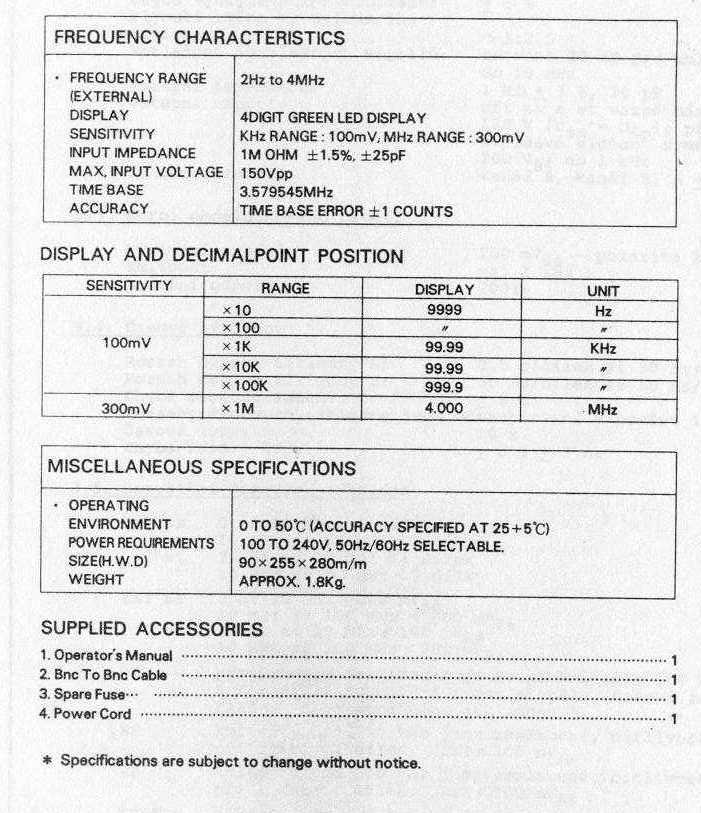 FREQUENCY CHARACTERISTICS
· FREQUENCY RANGE 2Hz to 4MHz
(EXTERNAL)
DISPLAY 4DIGIT GREEN LED DISPLAY
SENSITIVITY KHz RANGE : 100mV, MHz RANGE : 300mV
INPUT IMPEDANCE 1M OHM ±1.5%, ±25pF
MAX, INPUT VOLTAGE 150Vpp
TIME BASE 3.579545MHz
ACCURACY TIME BASE ERROR ±1 COUNTS
DISPLAY AND DECIMALPOINT POSITION
SENSITIVITY RANGE DISPLAY UNIT
×10 9999 Hz
×100 〃 〃
100mV ×1K 99.99 KHz
×10K 99.99 〃
×100K 999.9 〃
300mV ×1M 4.000 MHz
MISCELLANEOUS SPECIFICATIONS
· OPERATING
ENVIRONMENT 0 TO 50℃ (ACCURACY SPECIFIED AT 25+5℃)
POWER REQUIREMENTS 100 TO 240V, 50Hz/60Hz SELECTABLE.
SIZE(H.W.D) 90×255×280m/m
WEIGHT APPROX. 1.8Kg.
SUPPLIED ACCESSORIES
1. Operator's Manual ········ 1
2. Bnc To Bnc Cable ········ 1
3. Spare Fuse ········ 1
4. Power Cord ········ 1
* Specifications are subject to change without notice.